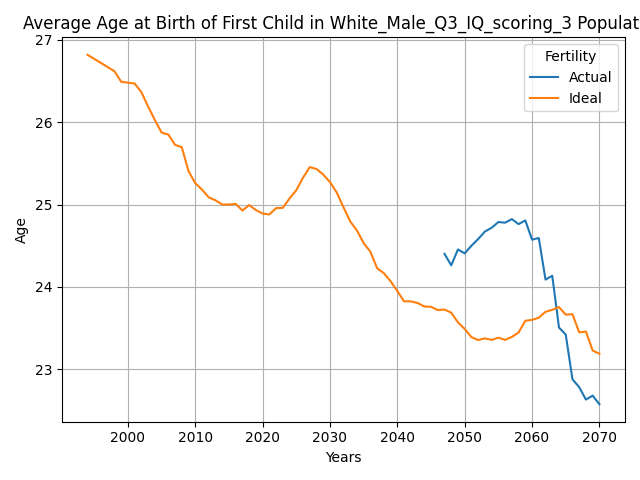 Average Age at Birth of First Child in White_Male_Q3_IQ_scoring_3 Populat
27
26
25
24
23
Age
Fertility
Actual
Ideal
2000 2010 2020 2030 2040 2050 2060 2070
Years